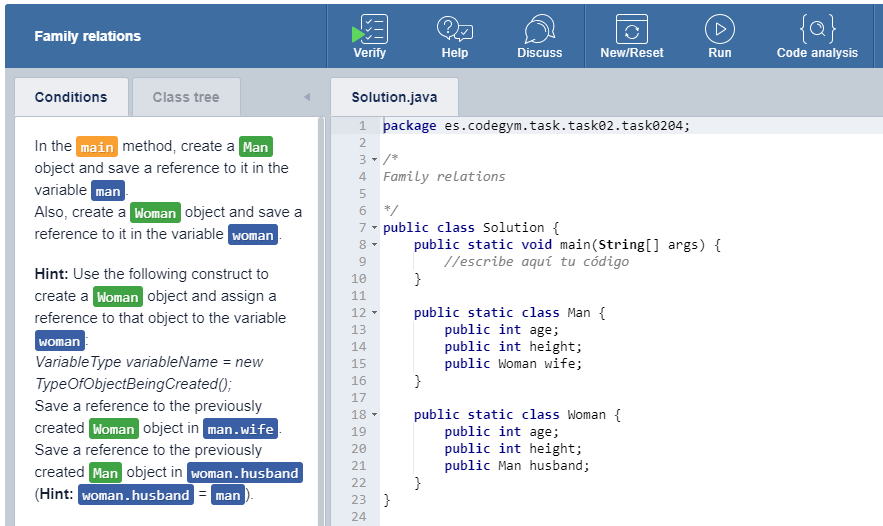 Family relations
Verify
Help
Discuss
New/Reset
Run
Code analysis
Conditions
Class tree
In the main method, create a Man
object and save a reference to it in the
variable man.
Also, create a Woman object and save a
reference to it in the variable woman.
Hint: Use the following construct to
create a Woman object and assign a
reference to that object to the variable
woman:
VariableType variableName = new
TypeOfObjectBeingCreated();
Save a reference to the previously
created Woman object in man.wife.
Save a reference to the previously
created Man object in woman.husband
(Hint: woman.husband = man).
Solution.java
1 package es.codegym.task.task02.task0204;
2
3 /*
4 Family relations
5
6 */
7 public class Solution {
8     public static void main(String[] args) {
9         //escribe aquí tu código
10     }
11
12     public static class Man {
13         public int age;
14         public int height;
15         public Woman wife;
16     }
17
18     public static class Woman {
19         public int age;
20         public int height;
21         public Man husband;
22     }
23 }
24